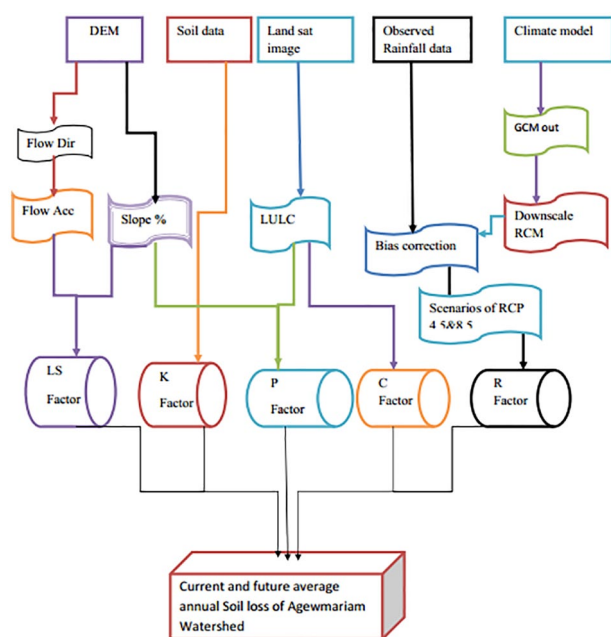 DEM
Soil data
Land sat
image
Observed
Rainfall data
Climate model
Flow Dir
GCM out
Flow Acc
Slope %
LULC
Bias correction
Downscale
RCM
Scenarios of RCP
4.5&8.5
LS
Factor
K
Factor
P
Factor
C
Factor
R
Factor
Current and future average
annual Soil loss of Agewmariam
Watershed